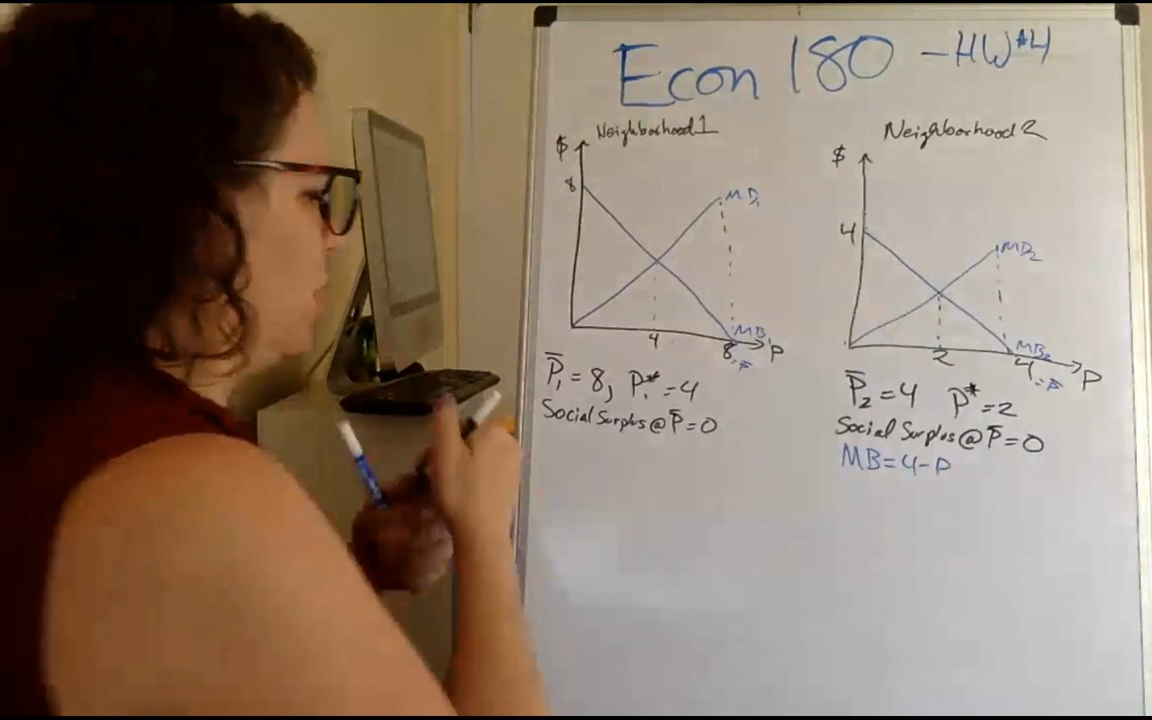 Econ 180 - HW #4
Neighborhood 1
$
8
MD₁
4
8
MB₁
= P̄
P
P̄₁ = 8, P₁* = 4
Social Surplus @ P̄ = 0
Neighborhood 2
$
4
MD₂
2
4
MB₂
= P̄
P
P̄₂ = 4 P* = 2
Social Surplus @ P̄ = 0
MB = 4 - P